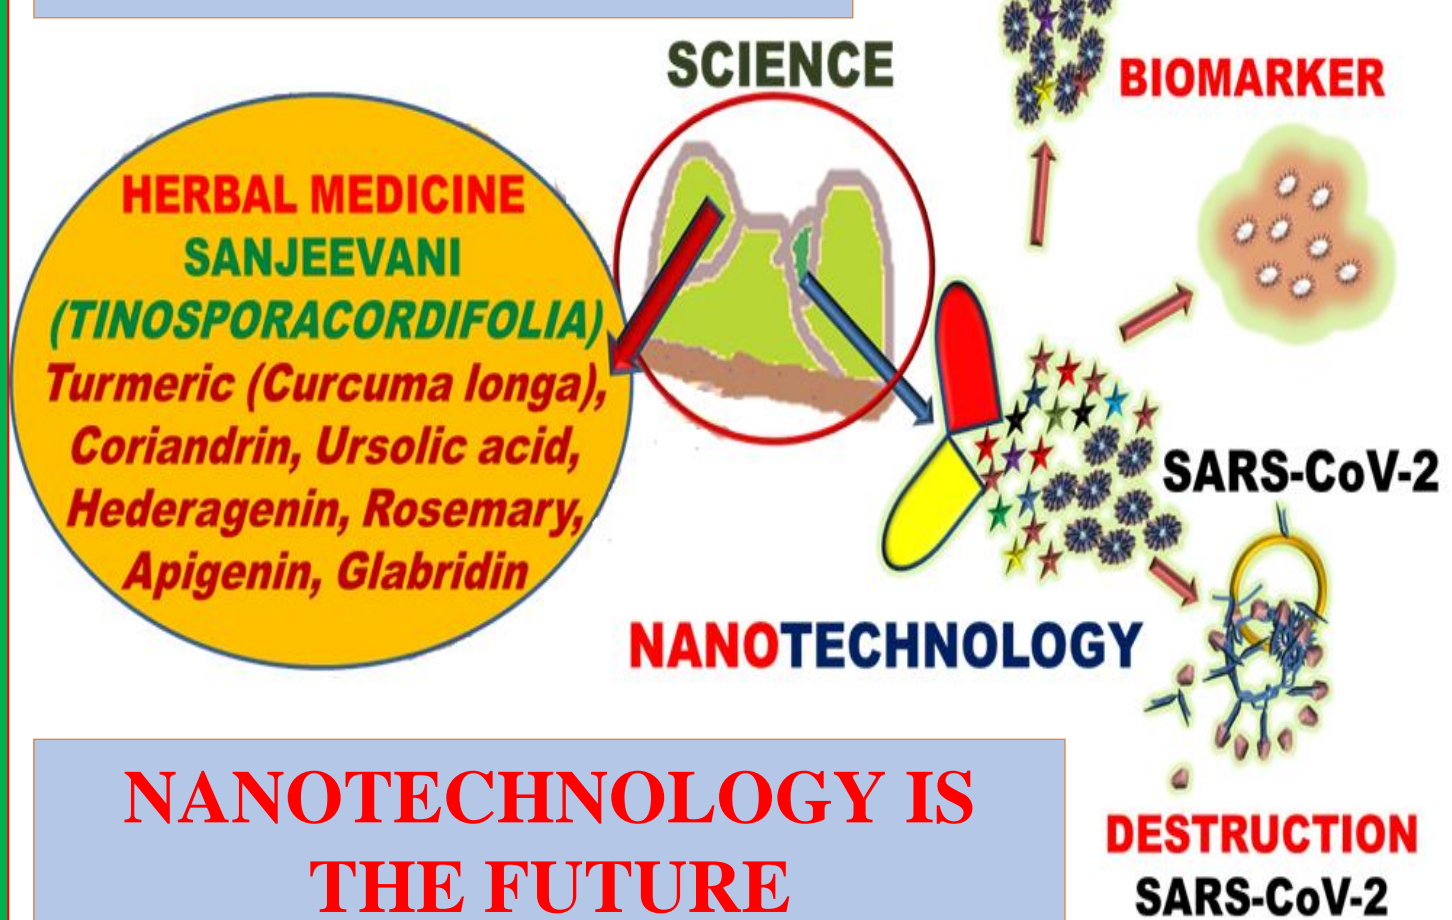 SCIENCE
BIOMARKER
HERBAL MEDICINE
SANJEEVANI
(TINOSPORACORDIFOLIA)
Turmeric (Curcuma longa),
Coriandrin, Ursolic acid,
Hederagenin, Rosemary,
Apigenin, Glabridin
SARS-CoV-2
NANOTECHNOLOGY
NANOTECHNOLOGY IS
THE FUTURE
DESTRUCTION
SARS-CoV-2